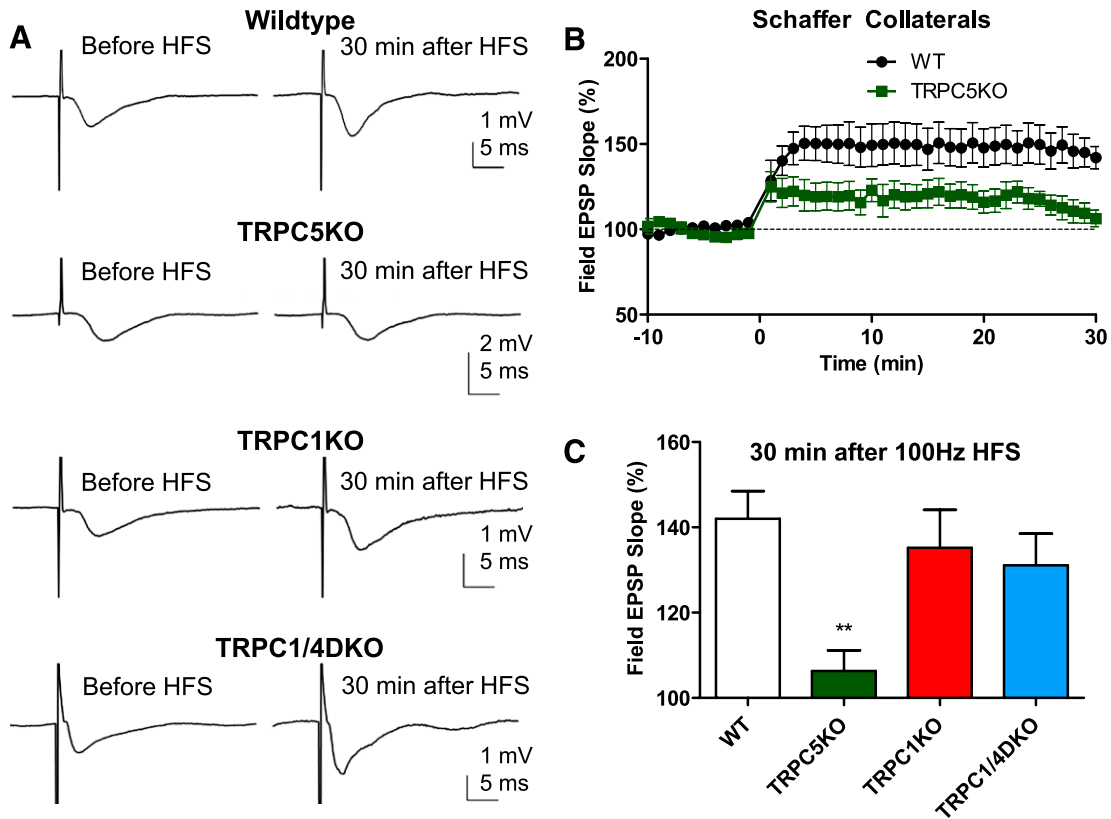 A
Wildtype
Before HFS
30 min after HFS
1 mV
5 ms
TRPC5KO
Before HFS
30 min after HFS
2 mV
5 ms
TRPC1KO
Before HFS
30 min after HFS
1 mV
5 ms
TRPC1/4DKO
Before HFS
30 min after HFS
1 mV
5 ms
B
Schaffer Collaterals
WT
TRPC5KO
Field EPSP Slope (%)
200
150
100
50
-10
0
10
20
30
Time (min)
C
30 min after 100Hz HFS
Field EPSP Slope (%)
160
140
120
100
**
WT
TRPC5KO
TRPC1KO
TRPC1/4DKO